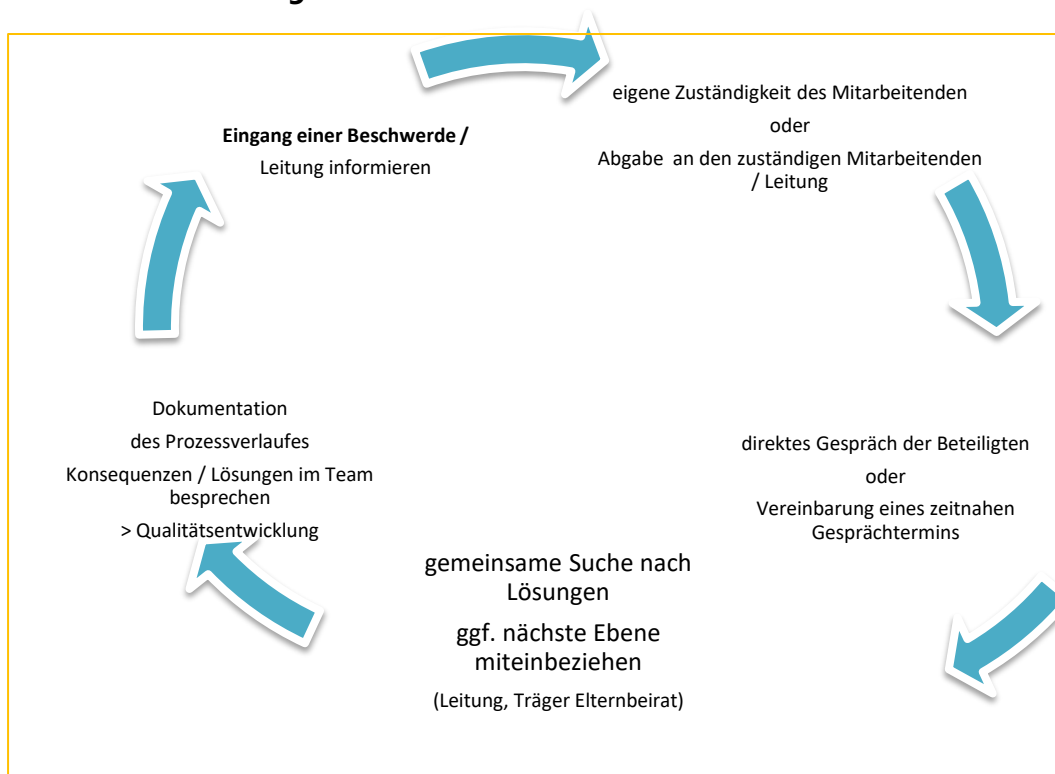 Eingang einer Beschwerde /
Leitung informieren
eigene Zuständigkeit des Mitarbeitenden
oder
Abgabe an den zuständigen Mitarbeitenden
/ Leitung
direktes Gespräch der Beteiligten
oder
Vereinbarung eines zeitnahen
Gesprächtermins
gemeinsame Suche nach
Lösungen
ggf. nächste Ebene
miteinbeziehen
(Leitung, Träger Elternbeirat)
Dokumentation
des Prozessverlaufes
Konsequenzen / Lösungen im Team
besprechen
> Qualitätsentwicklung